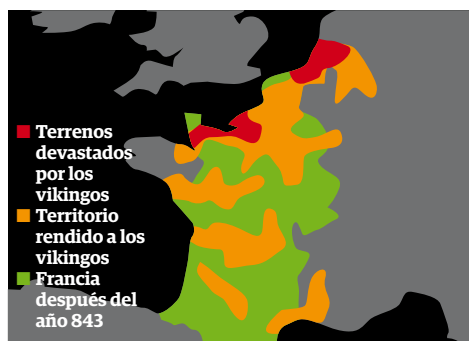 Terrenos
devastados
por los
vikingos
Territorio
rendido a los
vikingos
Francia
después del
año 843